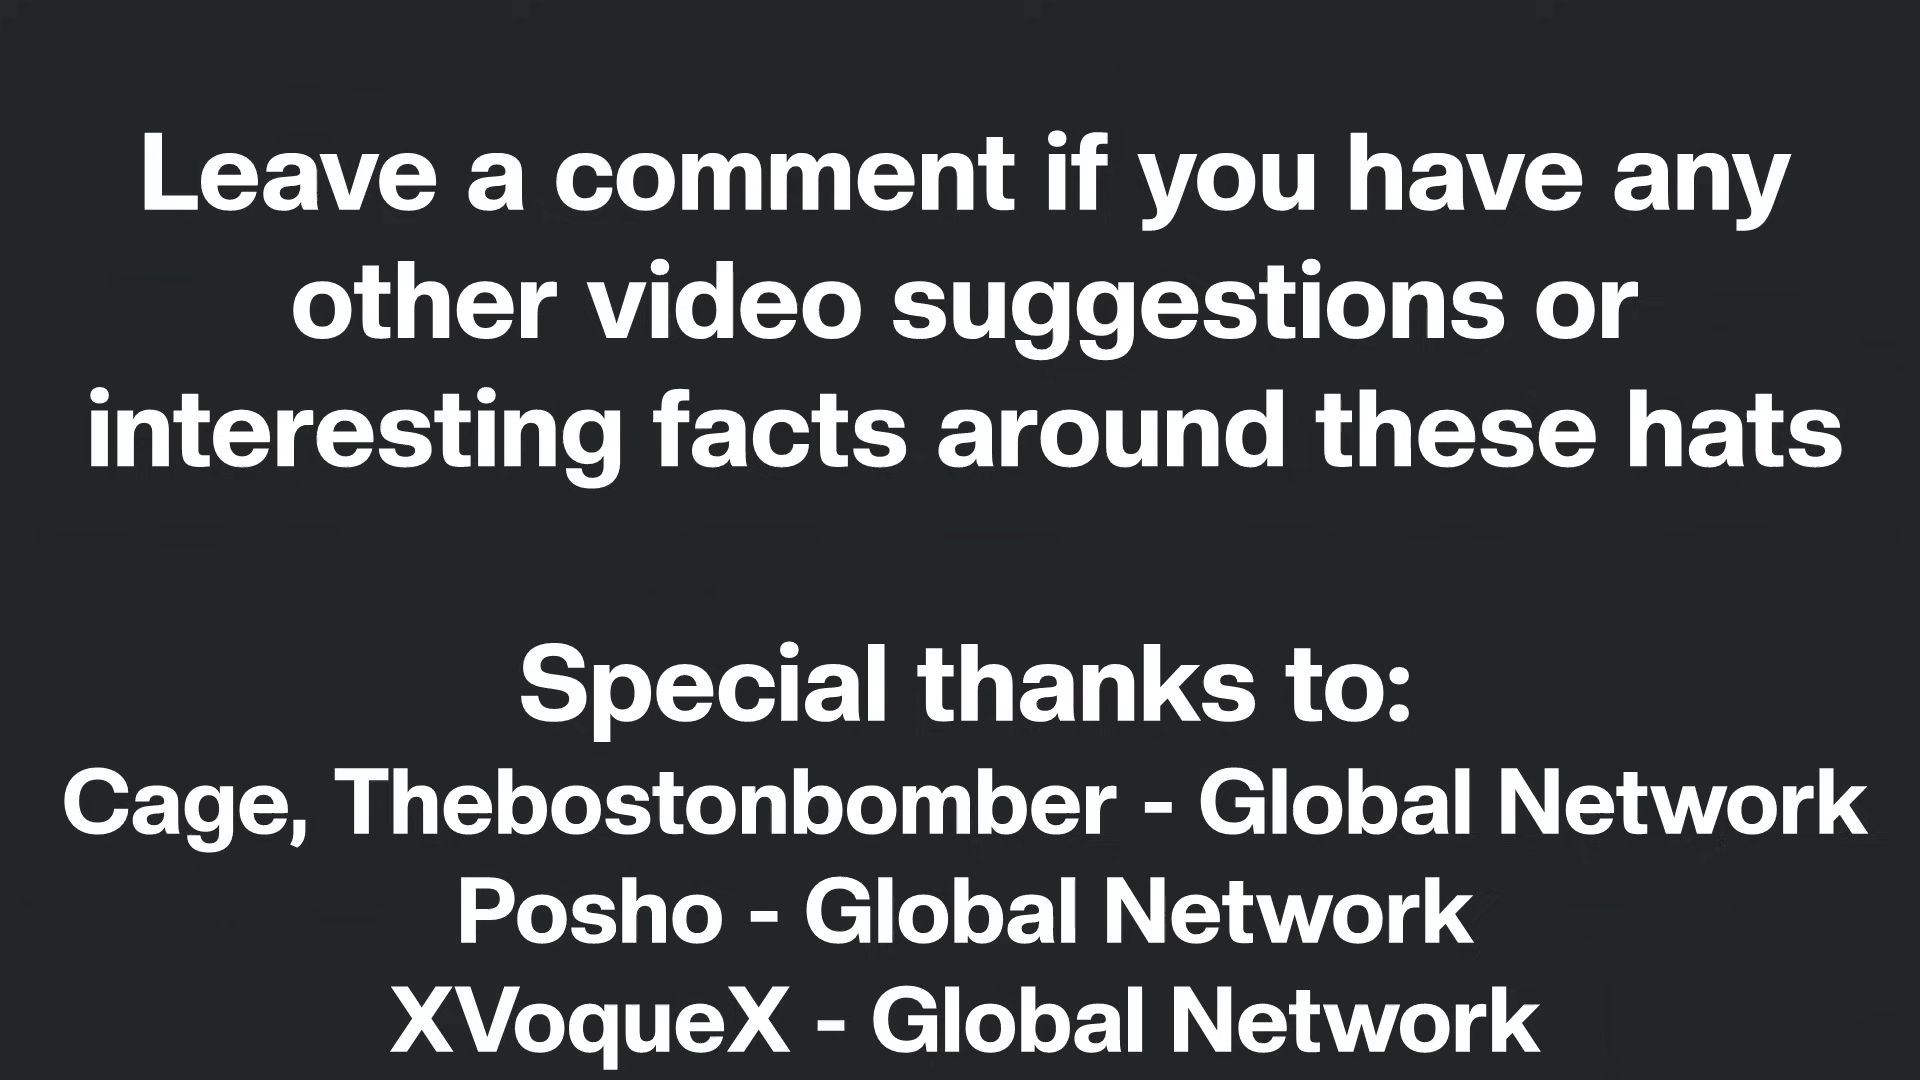 Leave a comment if you have any
other video suggestions or
interesting facts around these hats
Special thanks to:
Cage, Thebostonbomber - Global Network
Posho - Global Network
XVoqueX - Global Network